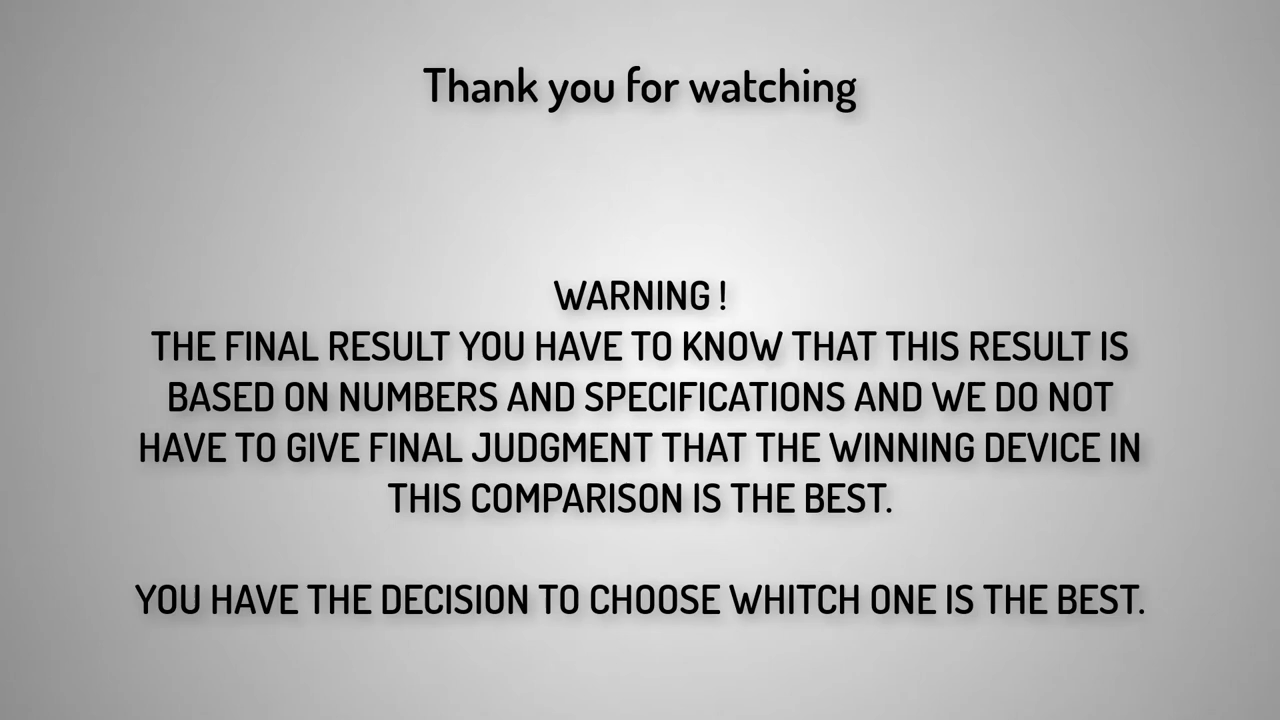 Thank you for watching
WARNING !
THE FINAL RESULT YOU HAVE TO KNOW THAT THIS RESULT IS
BASED ON NUMBERS AND SPECIFICATIONS AND WE DO NOT
HAVE TO GIVE FINAL JUDGMENT THAT THE WINNING DEVICE IN
THIS COMPARISON IS THE BEST.
YOU HAVE THE DECISION TO CHOOSE WHITCH ONE IS THE BEST.